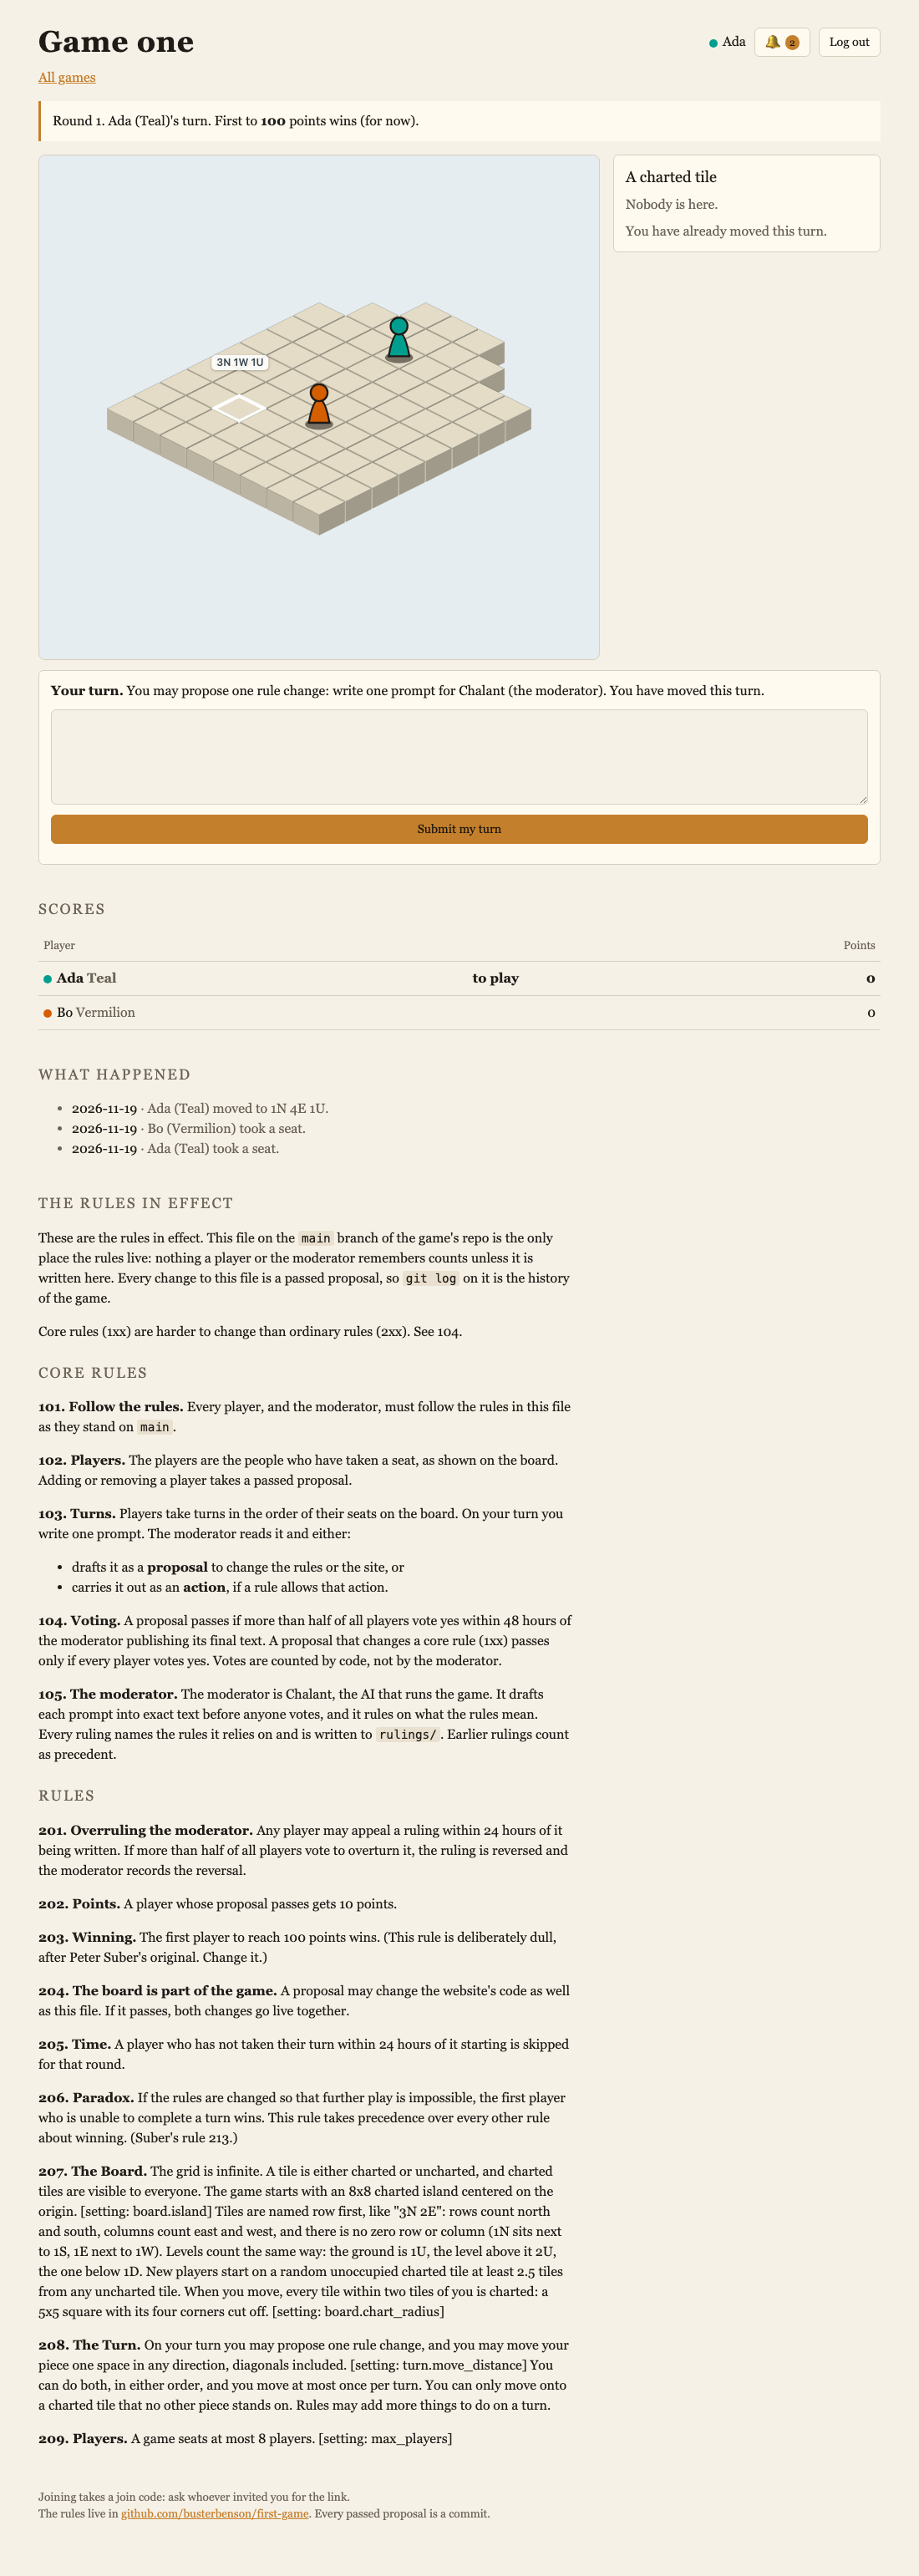 Game one
Ada
2
Log out
All games
Round 1. Ada (Teal)'s turn. First to 100 points wins (for now).
A charted tile
Nobody is here.
You have already moved this turn.
3N 1W 1U
Your turn. You may propose one rule change: write one prompt for Chalant (the moderator). You have moved this turn.
Submit my turn
SCORES
Player Points
Ada Teal to play 0
Bo Vermilion 0
WHAT HAPPENED
• 2026-11-19 · Ada (Teal) moved to 1N 4E 1U.
• 2026-11-19 · Bo (Vermilion) took a seat.
• 2026-11-19 · Ada (Teal) took a seat.
THE RULES IN EFFECT
These are the rules in effect. This file on the main branch of the game's repo is the only
place the rules live: nothing a player or the moderator remembers counts unless it is
written here. Every change to this file is a passed proposal, so git log on it is the history
of the game.
Core rules (1xx) are harder to change than ordinary rules (2xx). See 104.
CORE RULES
101. Follow the rules. Every player, and the moderator, must follow the rules in this file
as they stand on main.
102. Players. The players are the people who have taken a seat, as shown on the board.
Adding or removing a player takes a passed proposal.
103. Turns. Players take turns in the order of their seats on the board. On your turn you
write one prompt. The moderator reads it and either:
• drafts it as a proposal to change the rules or the site, or
• carries it out as an action, if a rule allows that action.
104. Voting. A proposal passes if more than half of all players vote yes within 48 hours of
the moderator publishing its final text. A proposal that changes a core rule (1xx) passes
only if every player votes yes. Votes are counted by code, not by the moderator.
105. The moderator. The moderator is Chalant, the AI that runs the game. It drafts
each prompt into exact text before anyone votes, and it rules on what the rules mean.
Every ruling names the rules it relies on and is written to rulings/. Earlier rulings count
as precedent.
RULES
201. Overruling the moderator. Any player may appeal a ruling within 24 hours of it
being written. If more than half of all players vote to overturn it, the ruling is reversed and
the moderator records the reversal.
202. Points. A player whose proposal passes gets 10 points.
203. Winning. The first player to reach 100 points wins. (This rule is deliberately dull,
after Peter Suber's original. Change it.)
204. The board is part of the game. A proposal may change the website's code as well
as this file. If it passes, both changes go live together.
205. Time. A player who has not taken their turn within 24 hours of it starting is skipped
for that round.
206. Paradox. If the rules are changed so that further play is impossible, the first player
who is unable to complete a turn wins. This rule takes precedence over every other rule
about winning. (Suber's rule 213.)
207. The Board. The grid is infinite. A tile is either charted or uncharted, and charted
tiles are visible to everyone. The game starts with an 8x8 charted island centered on the
origin. [setting: board.island] Tiles are named row first, like "3N 2E": rows count north
and south, columns count east and west, and there is no zero row or column (1N sits next
to 1S, 1E next to 1W). Levels count the same way: the ground is 1U, the level above it 2U,
the one below 1D. New players start on a random unoccupied charted tile at least 2.5 tiles
from any uncharted tile. When you move, every tile within two tiles of you is charted: a
5x5 square with its four corners cut off. [setting: board.chart_radius]
208. The Turn. On your turn you may propose one rule change, and you may move your
piece one space in any direction, diagonals included. [setting: turn.move_distance] You
can do both, in either order, and you move at most once per turn. You can only move onto
a charted tile that no other piece stands on. Rules may add more things to do on a turn.
209. Players. A game seats at most 8 players. [setting: max_players]
Joining takes a join code: ask whoever invited you for the link.
The rules live in github.com/busterbenson/first-game. Every passed proposal is a commit.